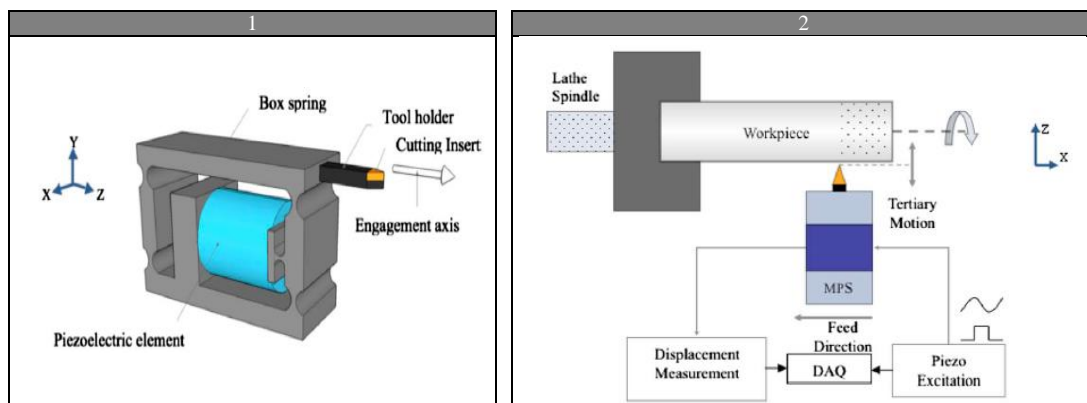 1
2
Box spring
Tool holder
Cutting Insert
Y
X
Z
Engagement axis
Piezoelectric element
Lathe
Spindle
Workpiece
Z
X
Tertiary
Motion
MPS
Feed
Direction
Displacement
Measurement
DAQ
Piezo
Excitation